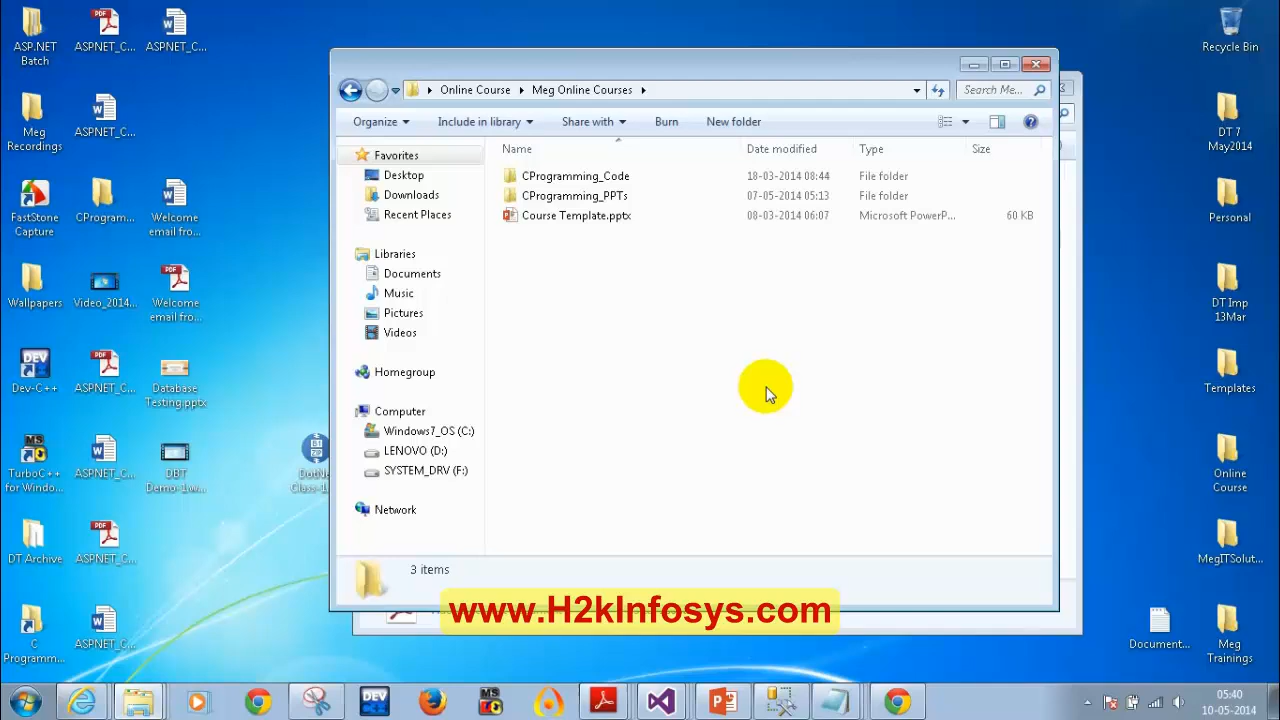 ASP.NET
Batch
ASPNET_C...
ASPNET_C...
Meg
Recordings
ASPNET_C...
FastStone
Capture
CProgram...
Welcome
email fro...
Wallpapers
Video_2014...
Welcome
email fro...
Dev-C++
ASPNET_C...
Database
Testing.pptx
TurboC++
for Windo...
ASPNET_C...
DBT
DT Archive
ASPNET_C...
C
Programm...
ASPNET_C...
Online Course
Meg Online Courses
Search Me...
Organize
Include in library
Share with
Burn
New folder
Favorites
Desktop
Downloads
Recent Places
Libraries
Documents
Music
Pictures
Videos
Homegroup
Computer
Windows7_OS (C:)
LENOVO (D:)
SYSTEM_DRV (F:)
Network
Name Date modified Type Size
CProgramming_Code 18-03-2014 08:44 File folder
CProgramming_PPTs 07-05-2014 05:13 File folder
Course Template.pptx 08-03-2014 06:07 Microsoft PowerP... 60 KB
3 items
www.H2kInfosys.com
Recycle Bin
DT 7
May2014
Personal
DT Imp
13Mar
Templates
Online
Course
MegITSolut...
Document...
Meg
Trainings
DEV
MS
05:40
10-05-2014